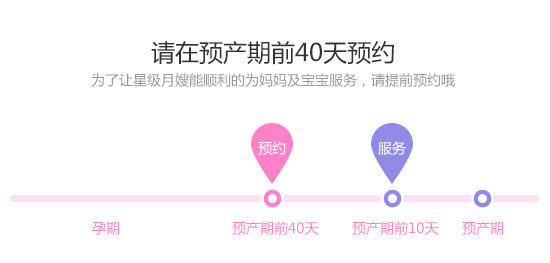 请在预产期前40天预约
为了让星级月嫂能顺利的为妈妈及宝宝服务，请提前预约哦
预约
服务
孕期
预产期前40天
预产期前10天
预产期